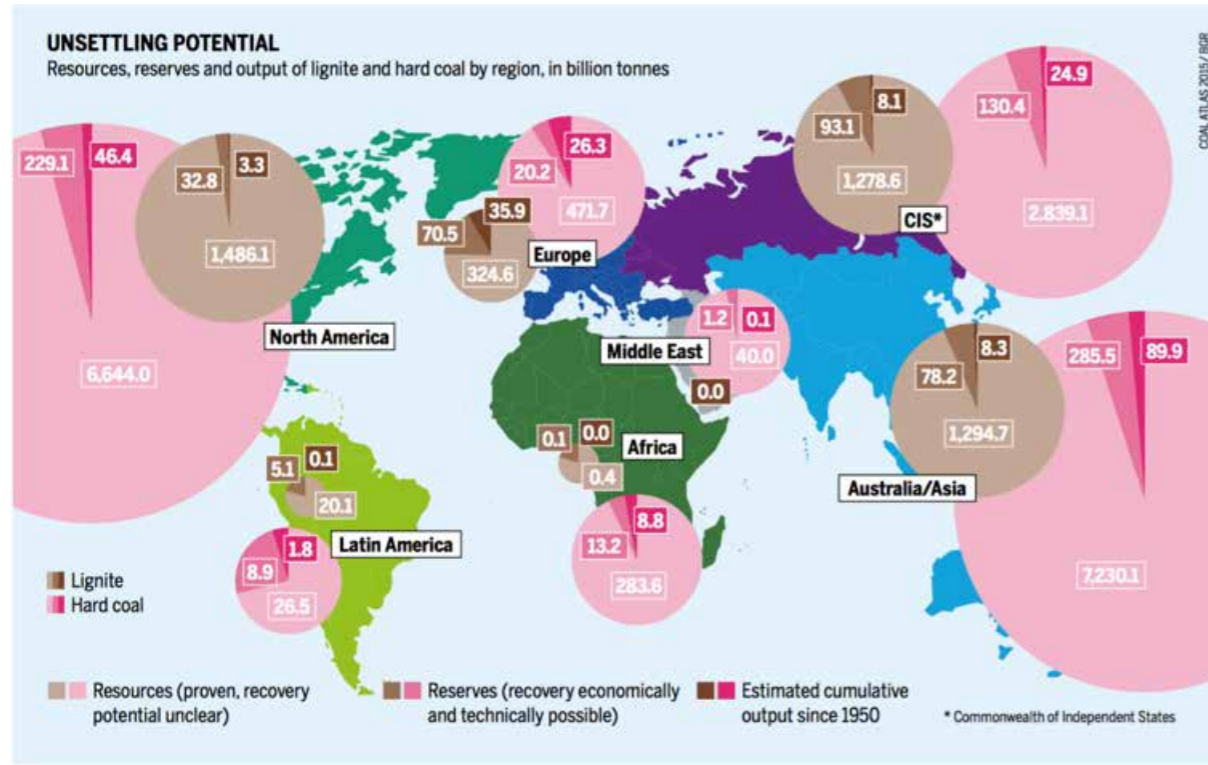 UNSETTLING POTENTIAL
Resources, reserves and output of lignite and hard coal by region, in billion tonnes
COAL ATLAS 2015/ BGR
229.1
46.4
6,644.0
32.8
3.3
1,486.1
North America
20.2
26.3
471.7
70.5
35.9
324.6
Europe
93.1
8.1
1,278.6
130.4
24.9
2.839.1
CIS*
1.2
0.1
40.0
0.0
Middle East
0.1
0.0
0.4
Africa
13.2
8.8
283.6
78.2
8.3
1,294.7
285.5
89.9
7,230.1
Australia/Asia
5.1
0.1
20.1
Latin America
8.9
1.8
26.5
Lignite
Hard coal
Resources (proven, recovery
potential unclear)
Reserves (recovery economically
and technically possible)
Estimated cumulative
output since 1950
* Commonwealth of Independent States